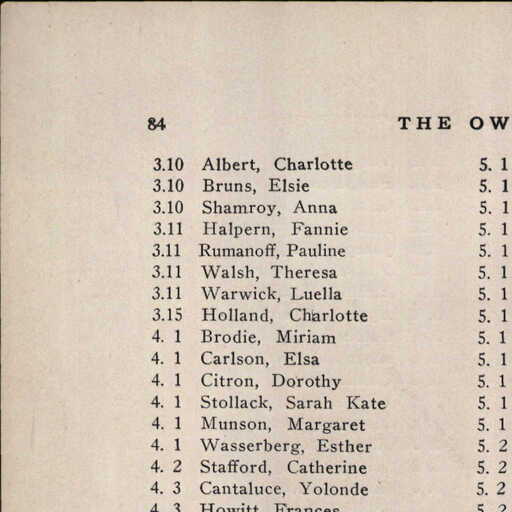 84 THE OW
3.10 Albert, Charlotte 5. 1
3.10 Bruns, Elsie 5. 1
3.10 Shamroy, Anna 5. 1
3.11 Halpern, Fannie 5. 1
3.11 Rumanoff, Pauline 5. 1
3.11 Walsh, Theresa 5. 1
3.11 Warwick, Luella 5. 1
3.15 Holland, Charlotte 5. 1
4. 1 Brodie, Miriam 5. 1
4. 1 Carlson, Elsa 5. 1
4. 1 Citron, Dorothy 5. 1
4. 1 Stollack, Sarah Kate 5. 1
4. 1 Munson, Margaret 5. 1
4. 1 Wasserberg, Esther 5. 2
4. 2 Stafford, Catherine 5. 2
4. 3 Cantaluce, Yolonde 5. 2
4. 3 Howitt, Frances 5. 2